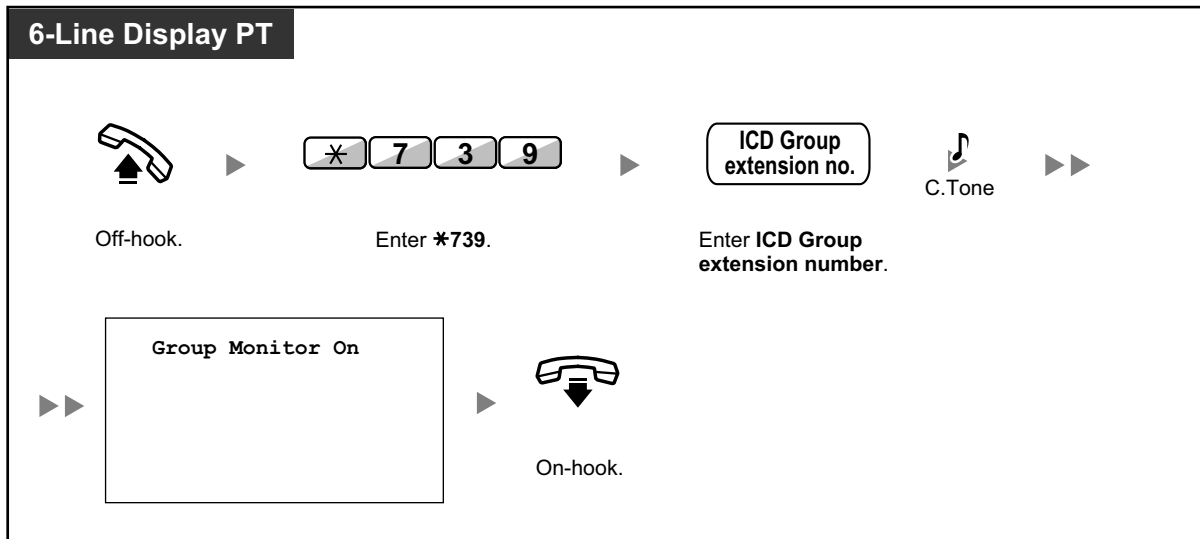 6-Line Display PT
✳ 7 3 9
ICD Group
extension no.
C.Tone
Off-hook.
Enter ✳739.
Enter ICD Group
extension number.
Group Monitor On
On-hook.